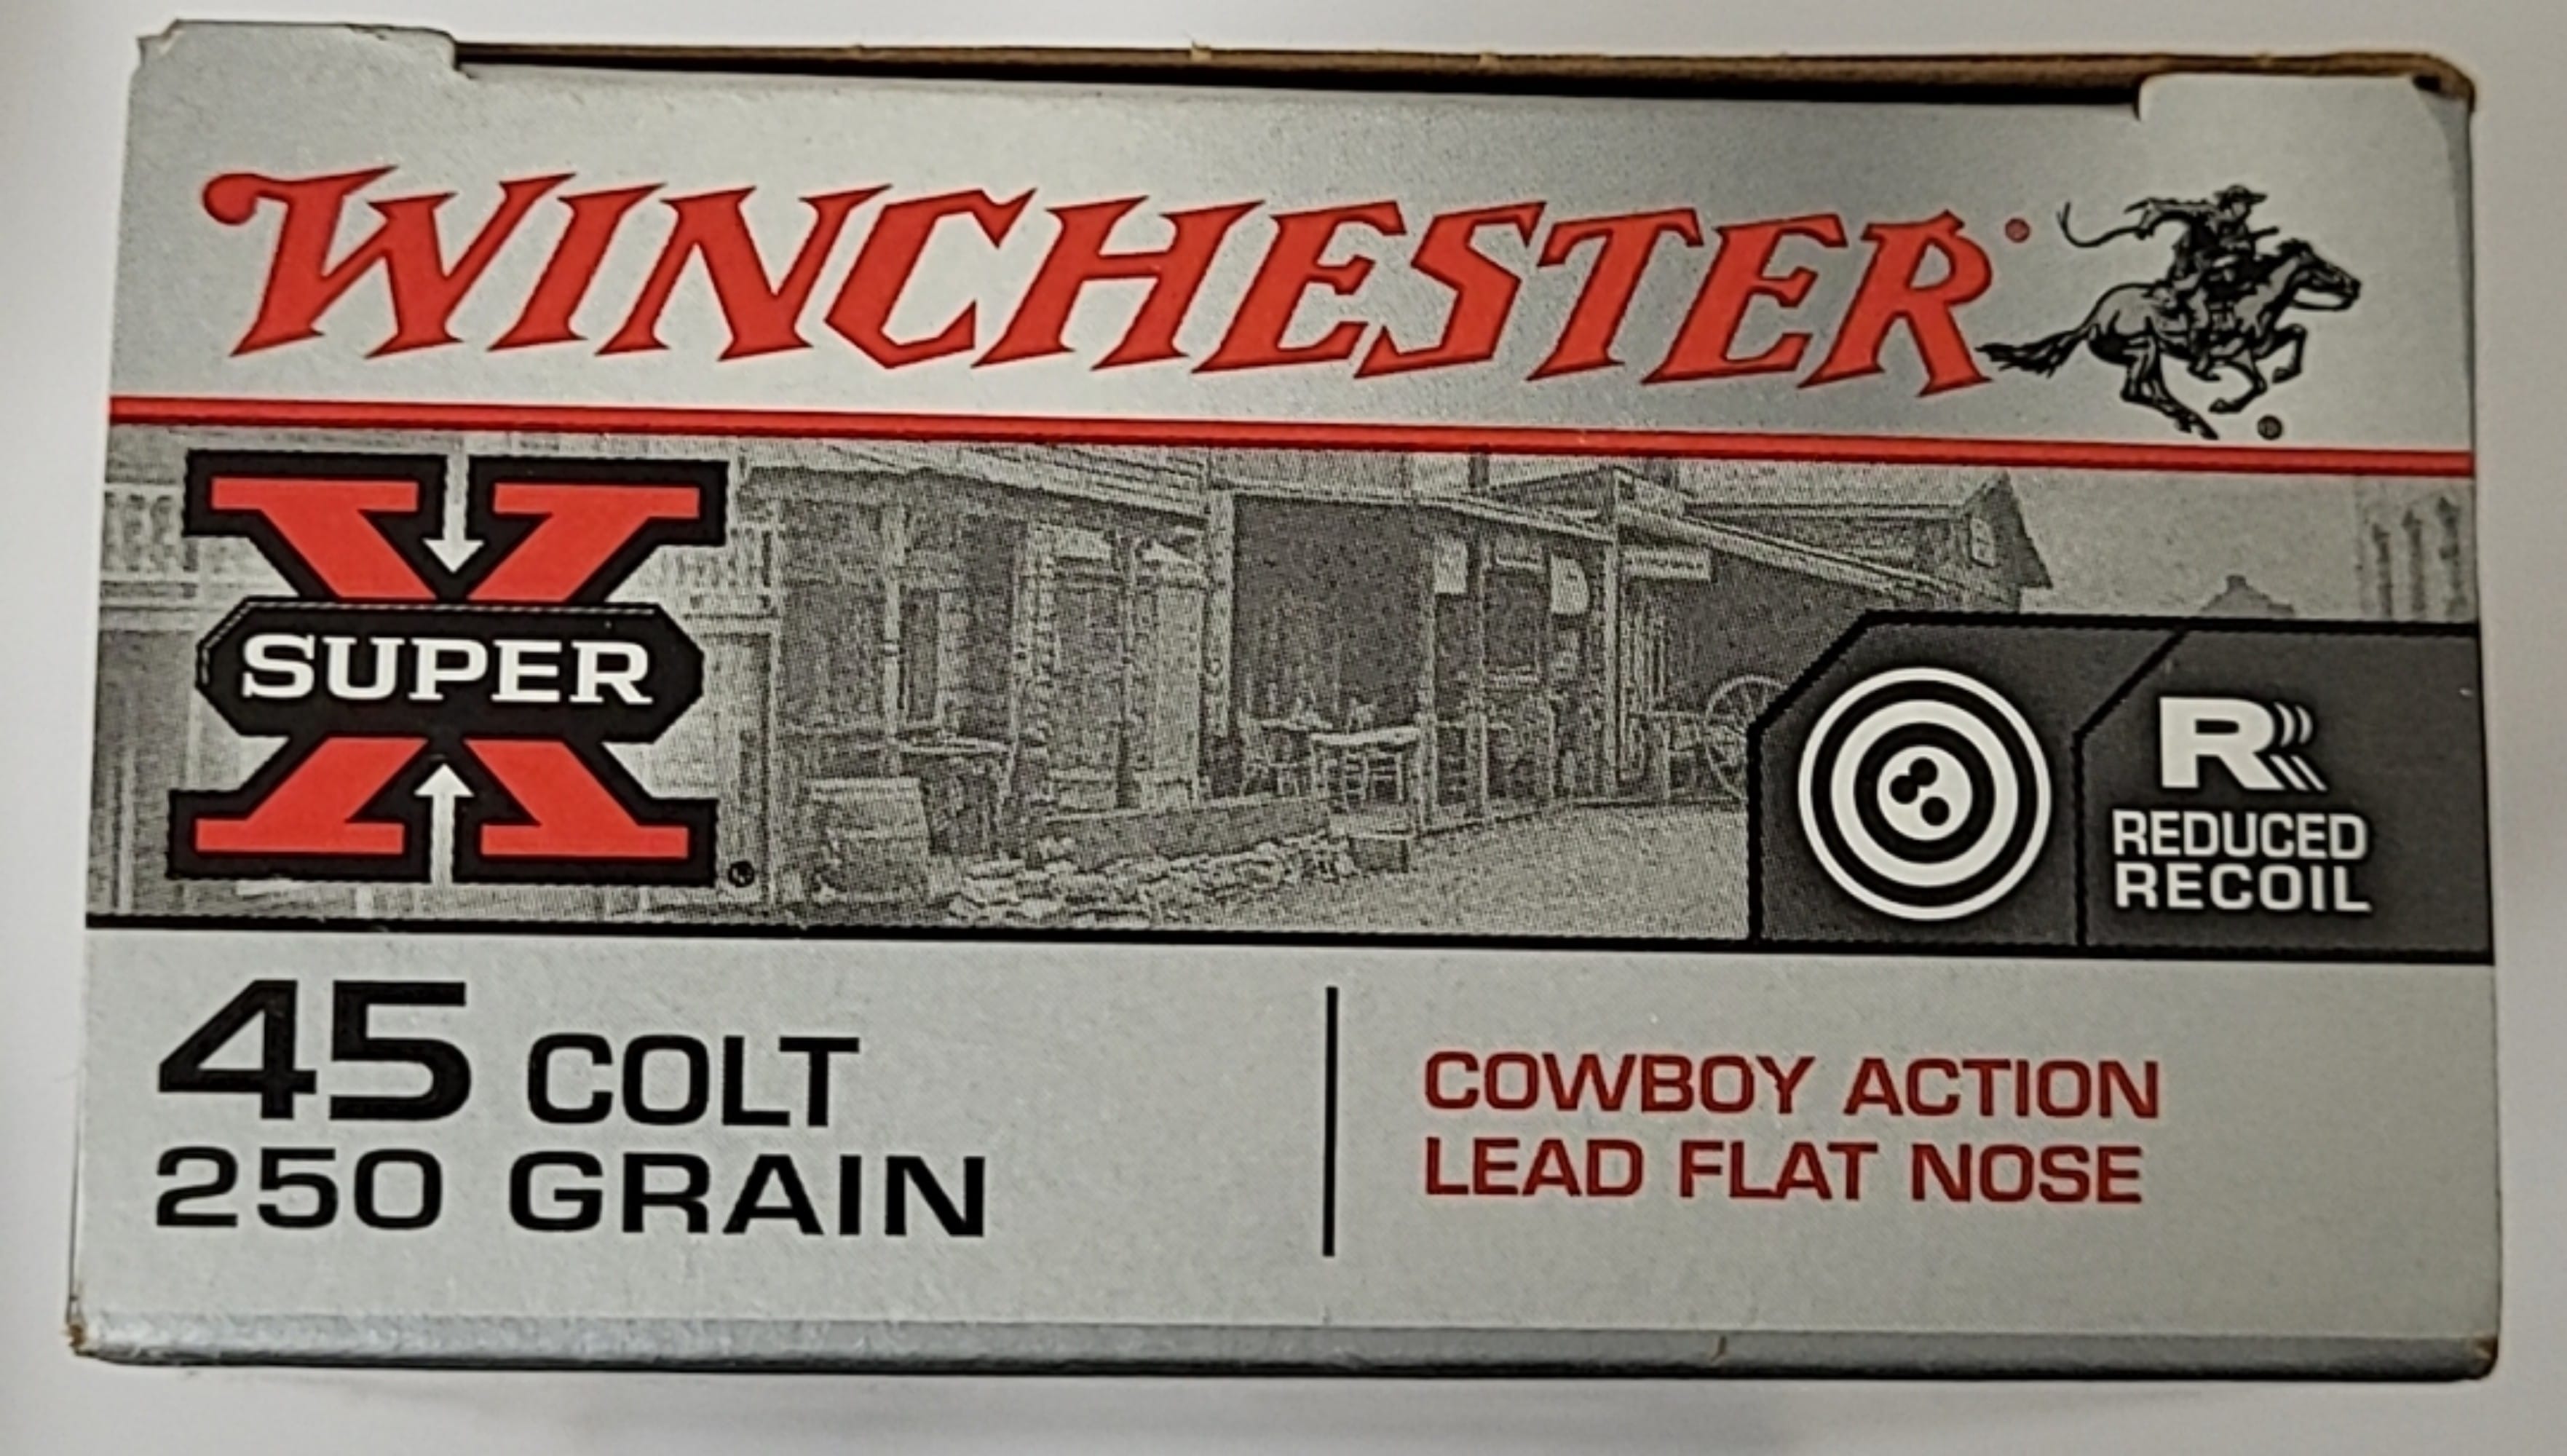 WINCHESTER®
SUPER X®
R
REDUCED
RECOIL
45 COLT
250 GRAIN
COWBOY ACTION
LEAD FLAT NOSE